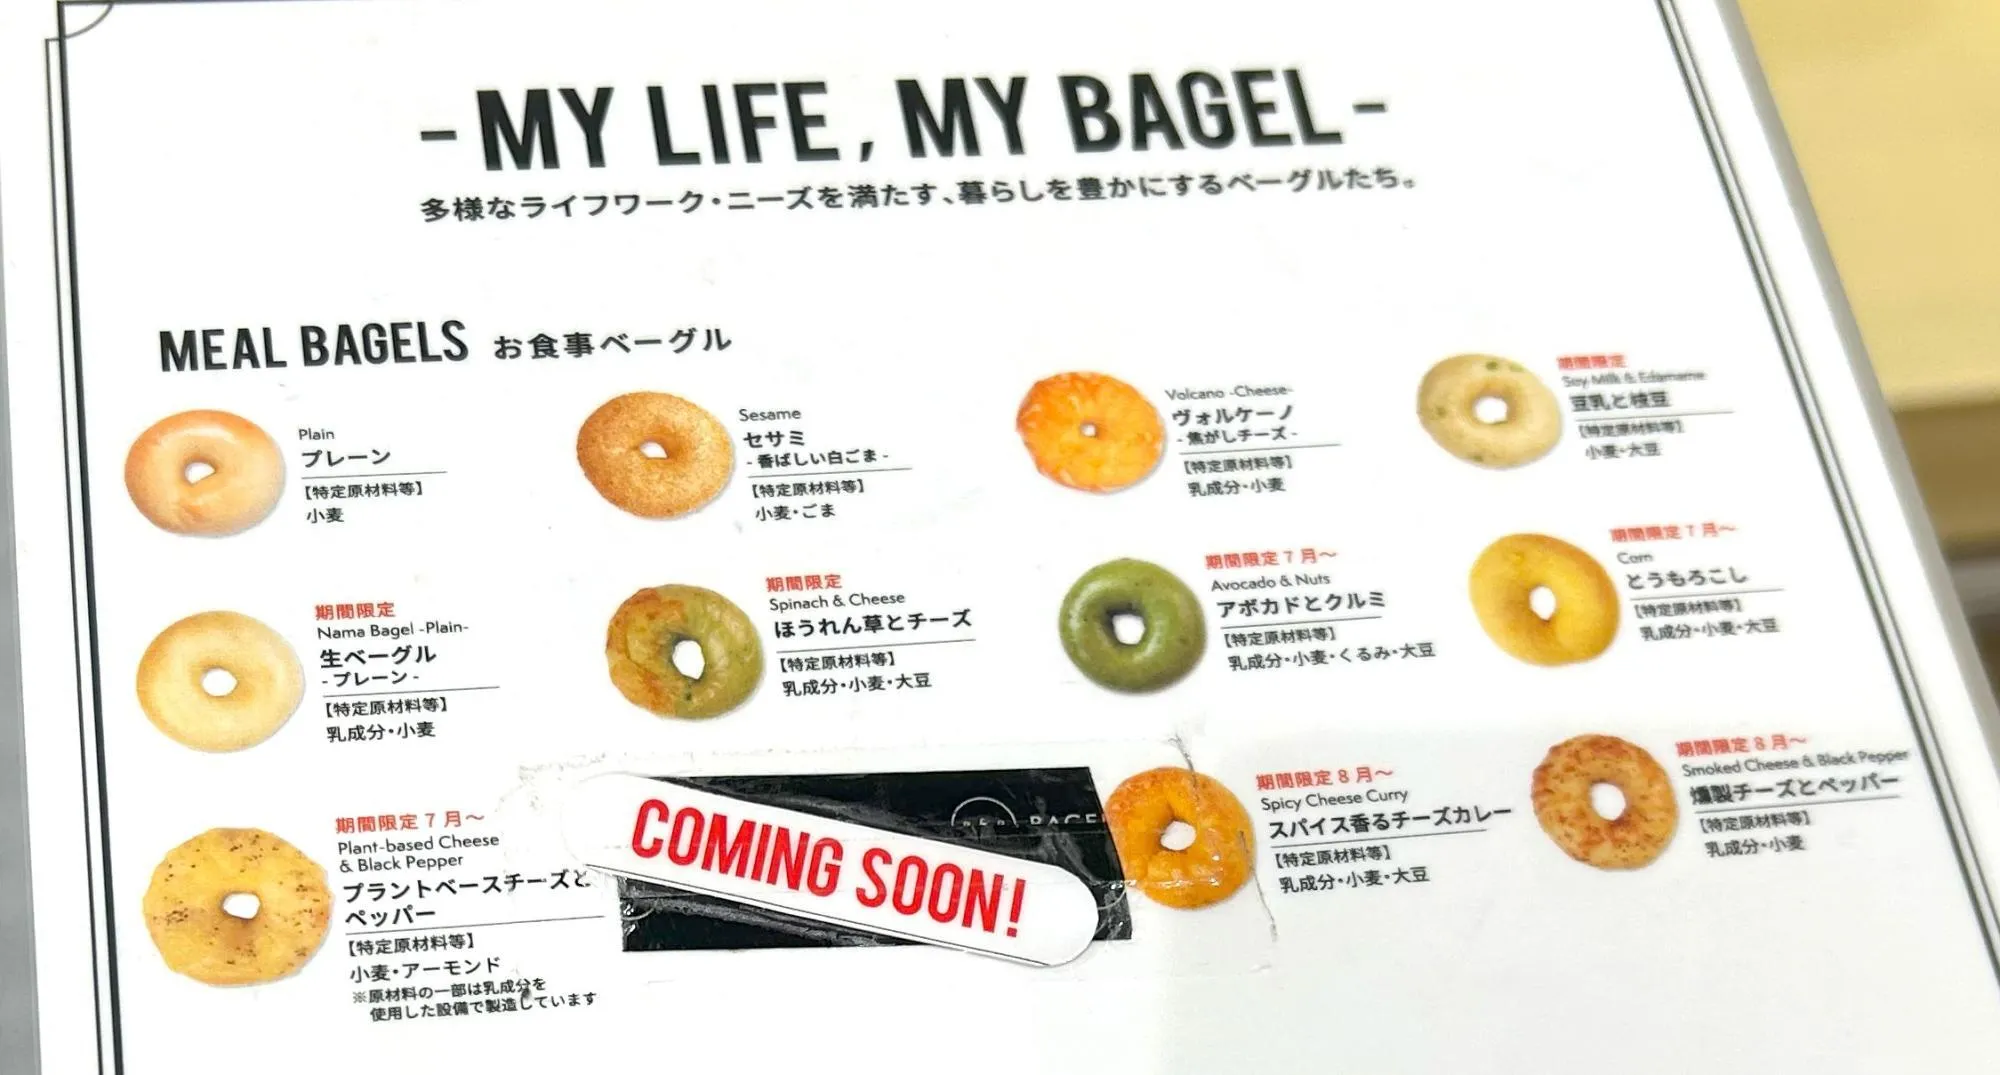 - MY LIFE, MY BAGEL -
多様なライフワーク・ニーズを満たす、暮らしを豊かにするベーグルたち。
MEAL BAGELS お食事ベーグル
Plain
プレーン
【特定原材料等】
小麦
Sesame
セサミ
- 香ばしい白ごま -
【特定原材料等】
小麦・ごま
Volcano -Cheese-
ヴォルケーノ
- 焦がしチーズ -
【特定原材料等】
乳成分・小麦
期間限定
Soy Milk & Edamame
豆乳と枝豆
【特定原材料等】
小麦・大豆
期間限定
Nama Bagel -Plain-
生ベーグル
- プレーン -
【特定原材料等】
乳成分・小麦
期間限定
Spinach & Cheese
ほうれん草とチーズ
【特定原材料等】
乳成分・小麦・大豆
期間限定 7 月～
Avocado & Nuts
アボカドとクルミ
【特定原材料等】
乳成分・小麦・くるみ・大豆
期間限定 7 月～
Corn
とうもろこし
【特定原材料等】
乳成分・小麦・大豆
期間限定 7 月～
Plant-based Cheese
& Black Pepper
プラントベースチーズと
ペッパー
【特定原材料等】
小麦・アーモンド
※原材料の一部は乳成分を
使用した設備で製造しています
COMING SOON!
期間限定 8 月～
Spicy Cheese Curry
スパイス香るチーズカレー
【特定原材料等】
乳成分・小麦・大豆
期間限定 8 月～
Smoked Cheese & Black Pepper
燻製チーズとペッパー
【特定原材料等】
乳成分・小麦